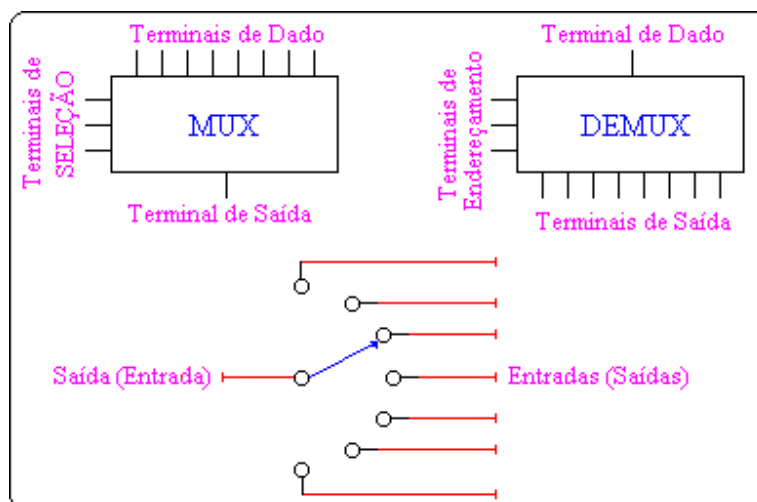 Terminais de Dado
Terminais de
SELEÇÃO
MUX
Terminal de Saída
Terminal de Dado
Terminais de
Endereçamento
DEMUX
Terminais de Saída
Saída (Entrada)
Entradas (Saídas)